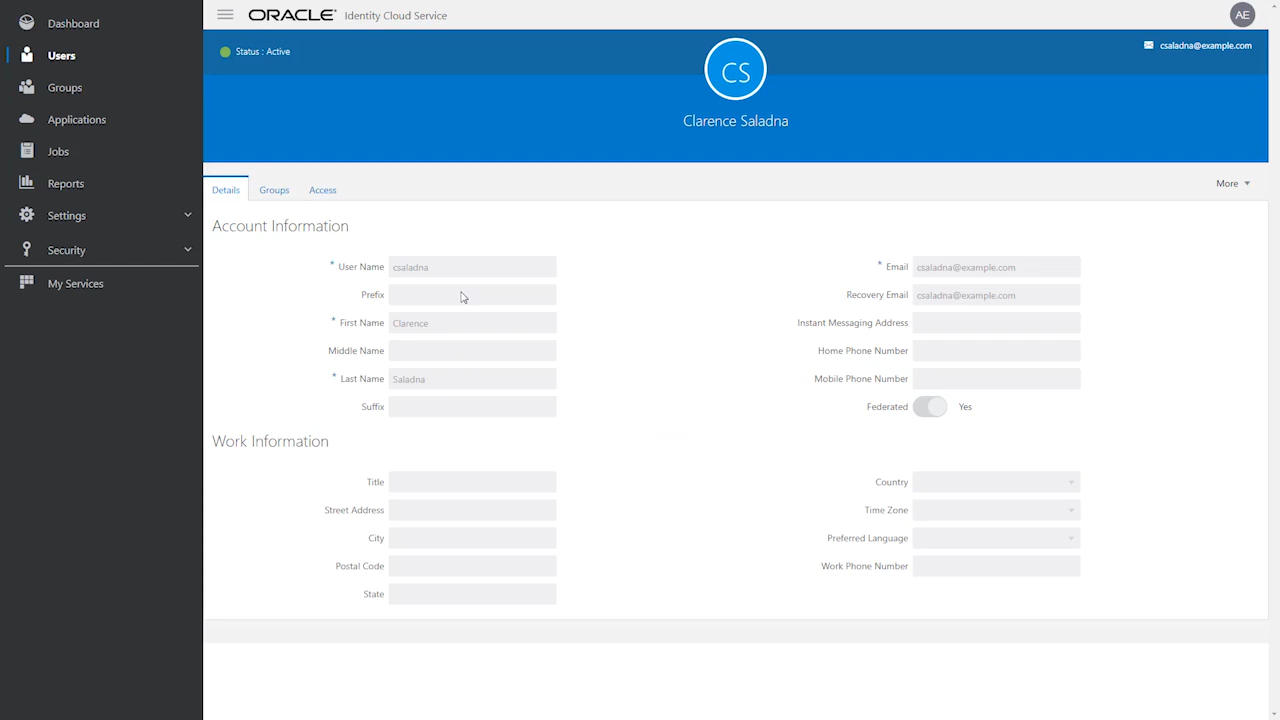 ORACLE Identity Cloud Service
AE
Dashboard
Users
Groups
Applications
Jobs
Reports
Settings
Security
My Services
Status : Active
csaladna@example.com
CS
Clarence Saladna
Details Groups Access
More
Account Information
* User Name csaladna
Prefix
* First Name Clarence
Middle Name
* Last Name Saladna
Suffix
* Email csaladna@example.com
Recovery Email csaladna@example.com
Instant Messaging Address
Home Phone Number
Mobile Phone Number
Federated Yes
Work Information
Title
Street Address
City
Postal Code
State
Country
Time Zone
Preferred Language
Work Phone Number